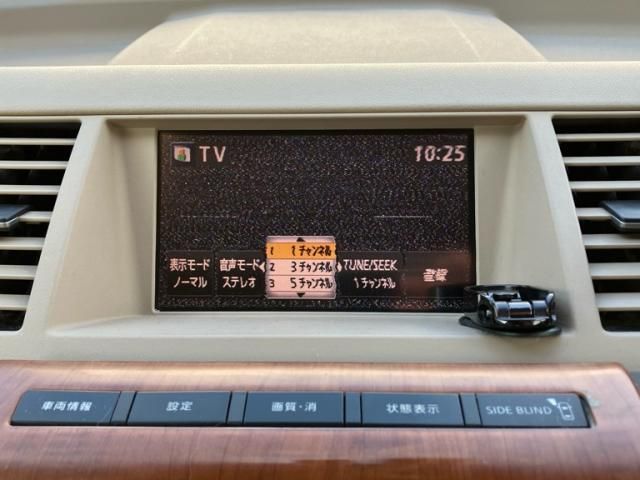 TV
10:25
1 1チャンネル
表示モード 音声モード 2 3チャンネル TUNE/SEEK 登録
ノーマル ステレオ 3 5チャンネル 1チャンネル
車両情報 設定 画質・消 状態表示 SIDE BLIND